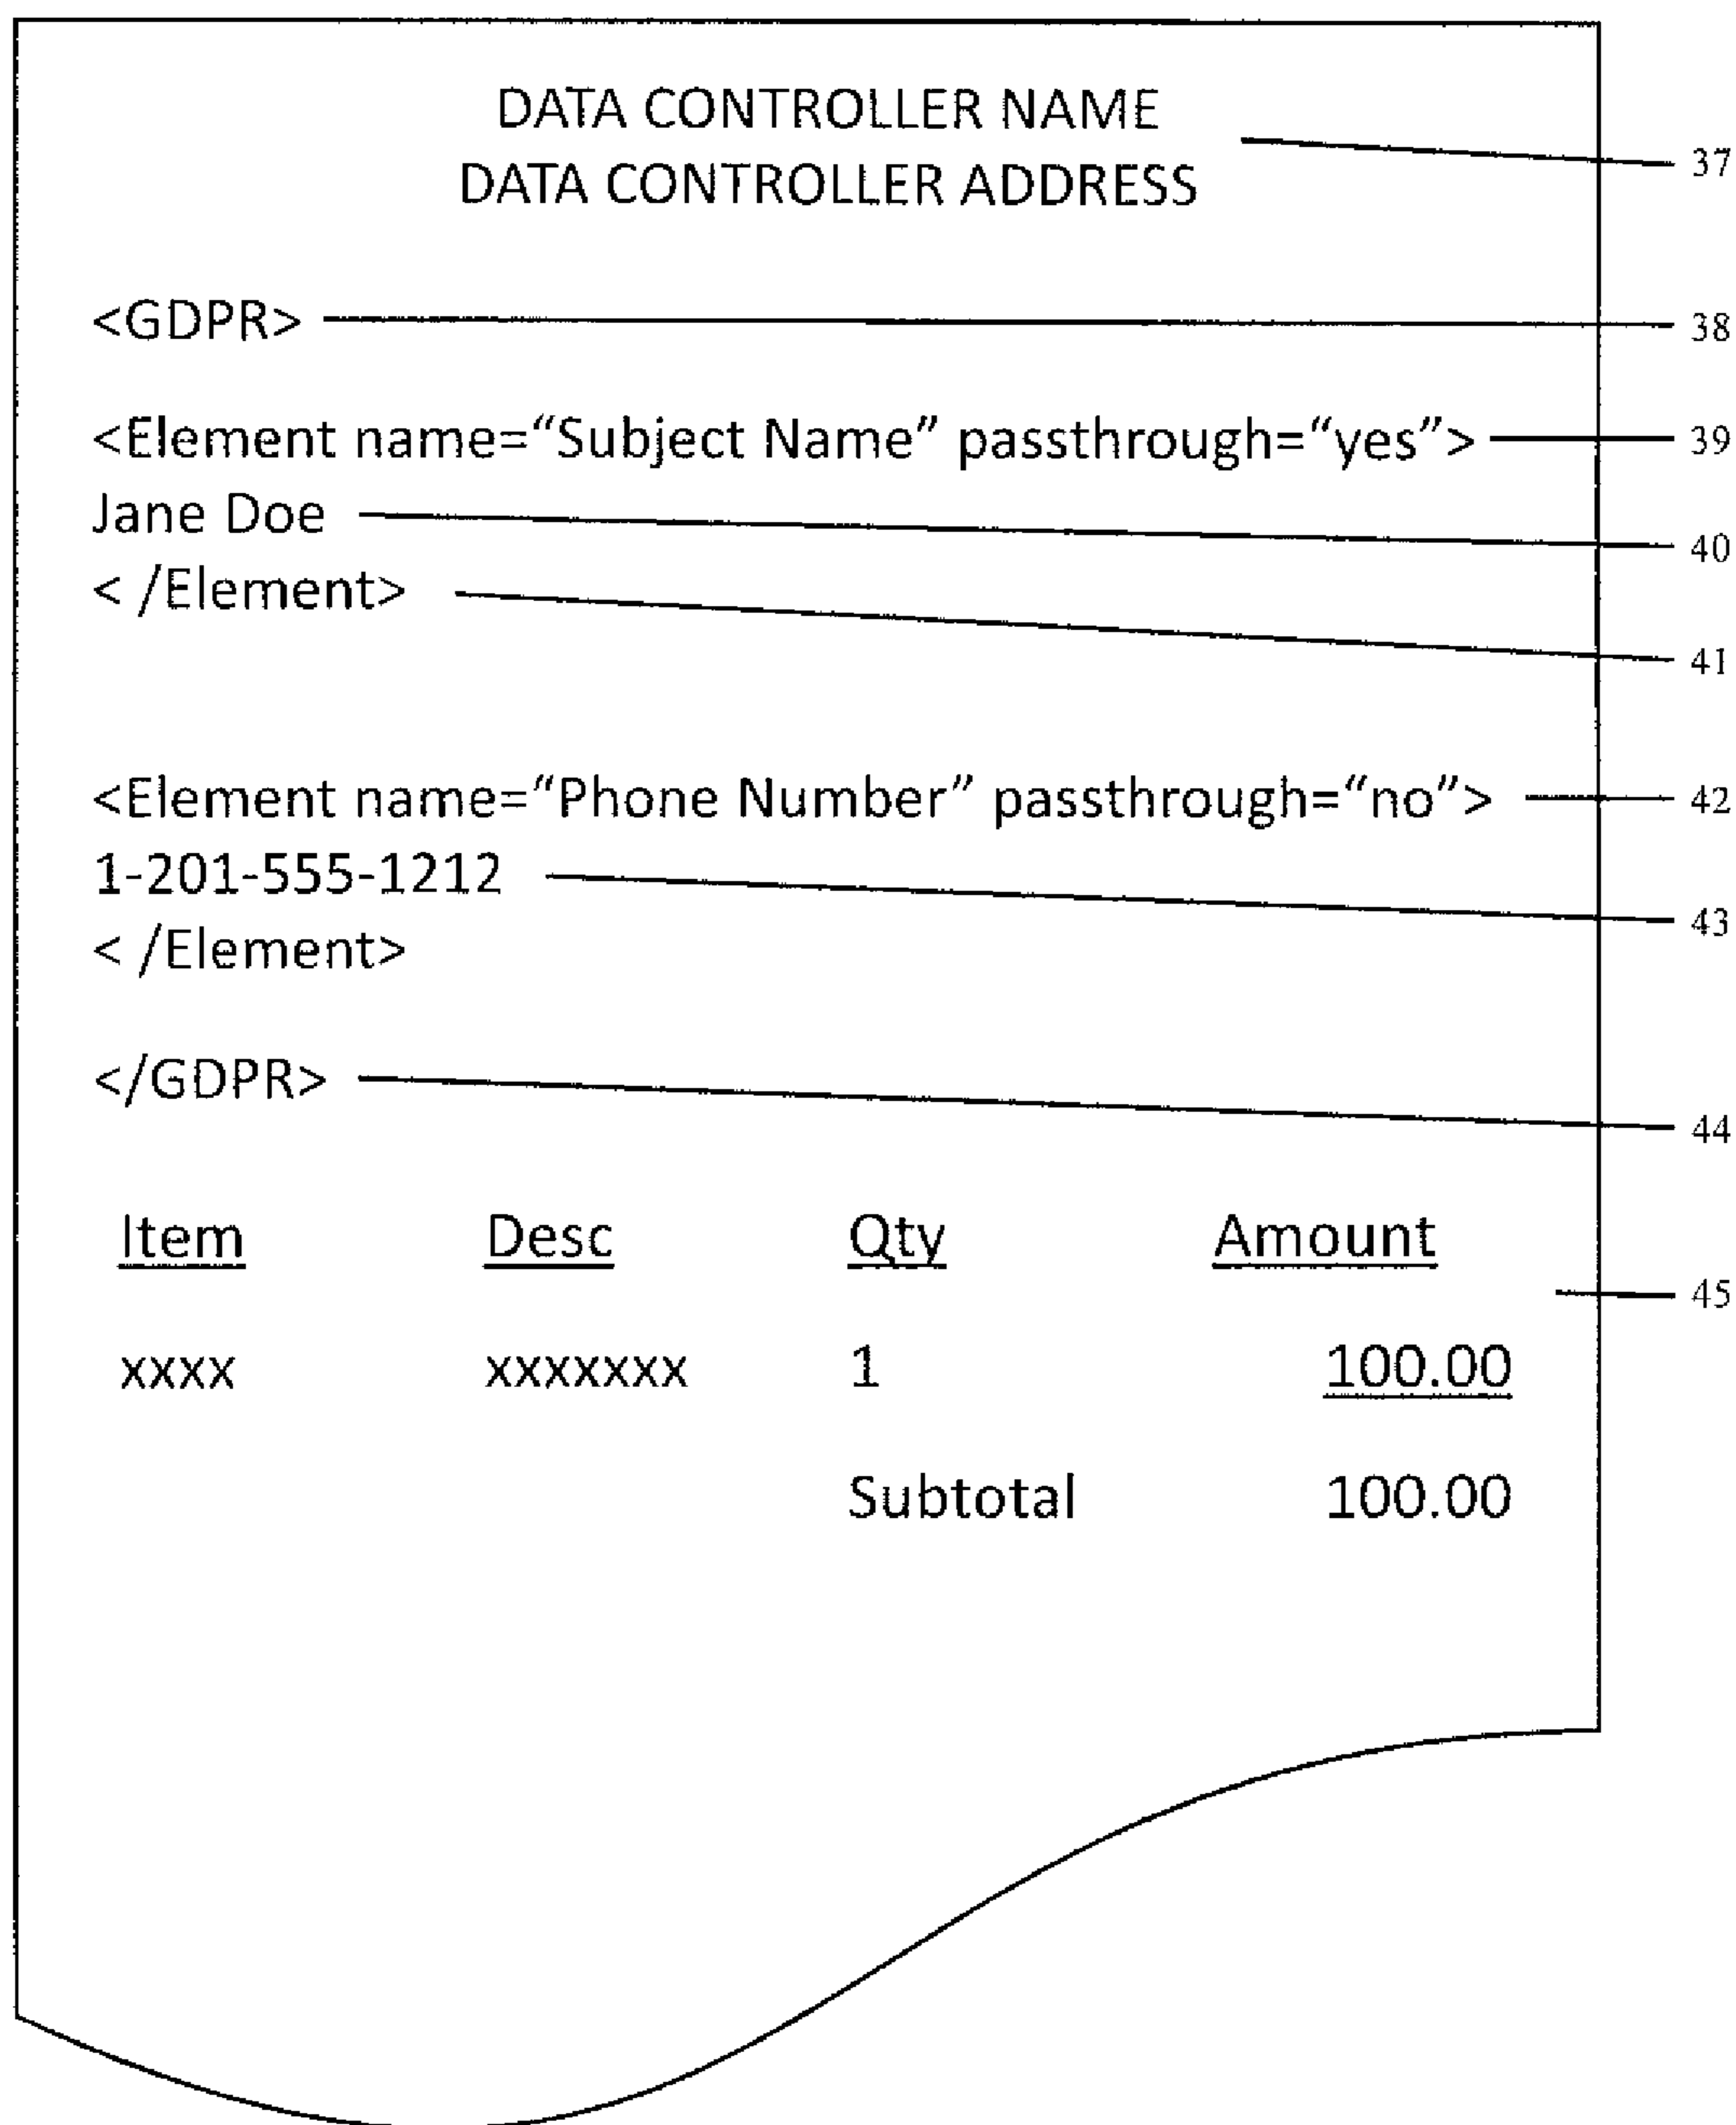 DATA CONTROLLER NAME
37
DATA CONTROLLER ADDRESS
<GDPR>
38
<Element name=“Subject Name” passthrough=“yes”>
39
Jane Doe
40
< /Element>
41
<Element name=“Phone Number” passthrough=“no”>
42
1-201-555-1212
43
< /Element>
</GDPR>
44
Item Desc Qty Amount
45
xxxx xxxxxxx 1 100.00
Subtotal 100.00